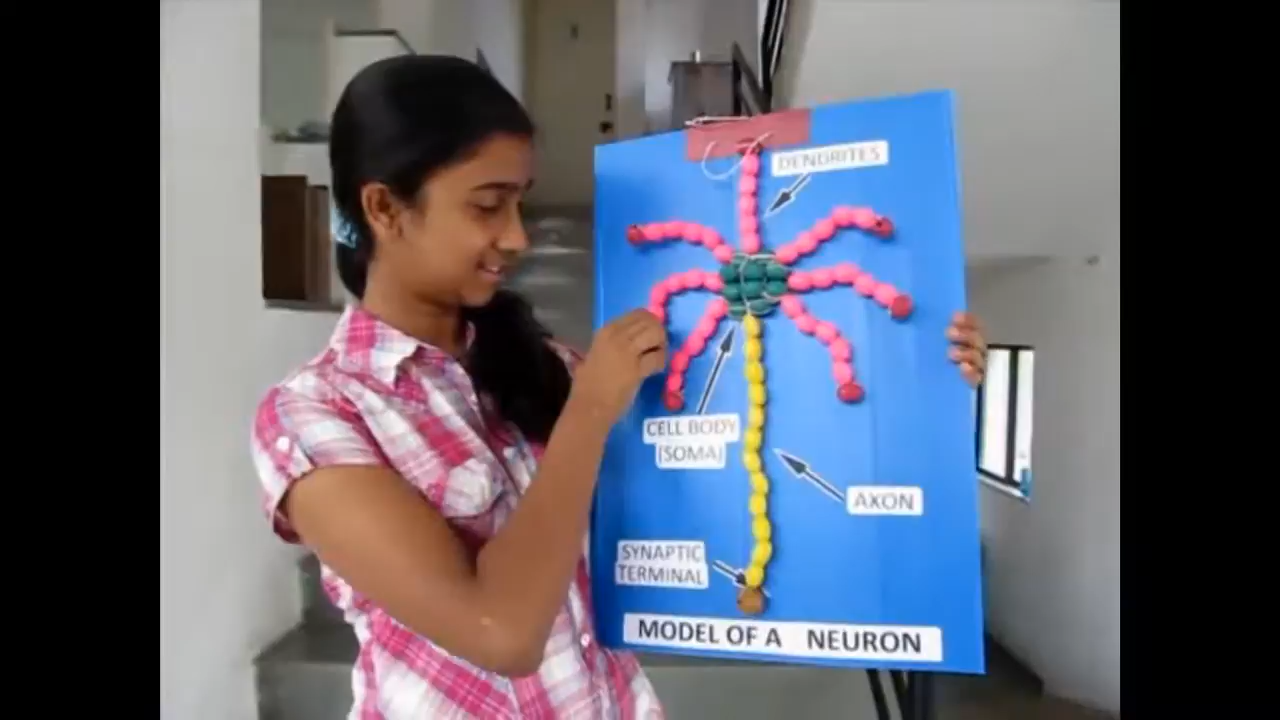 DENDRITES
CELL BODY
(SOMA)
AXON
SYNAPTIC
TERMINAL
MODEL OF A NEURON